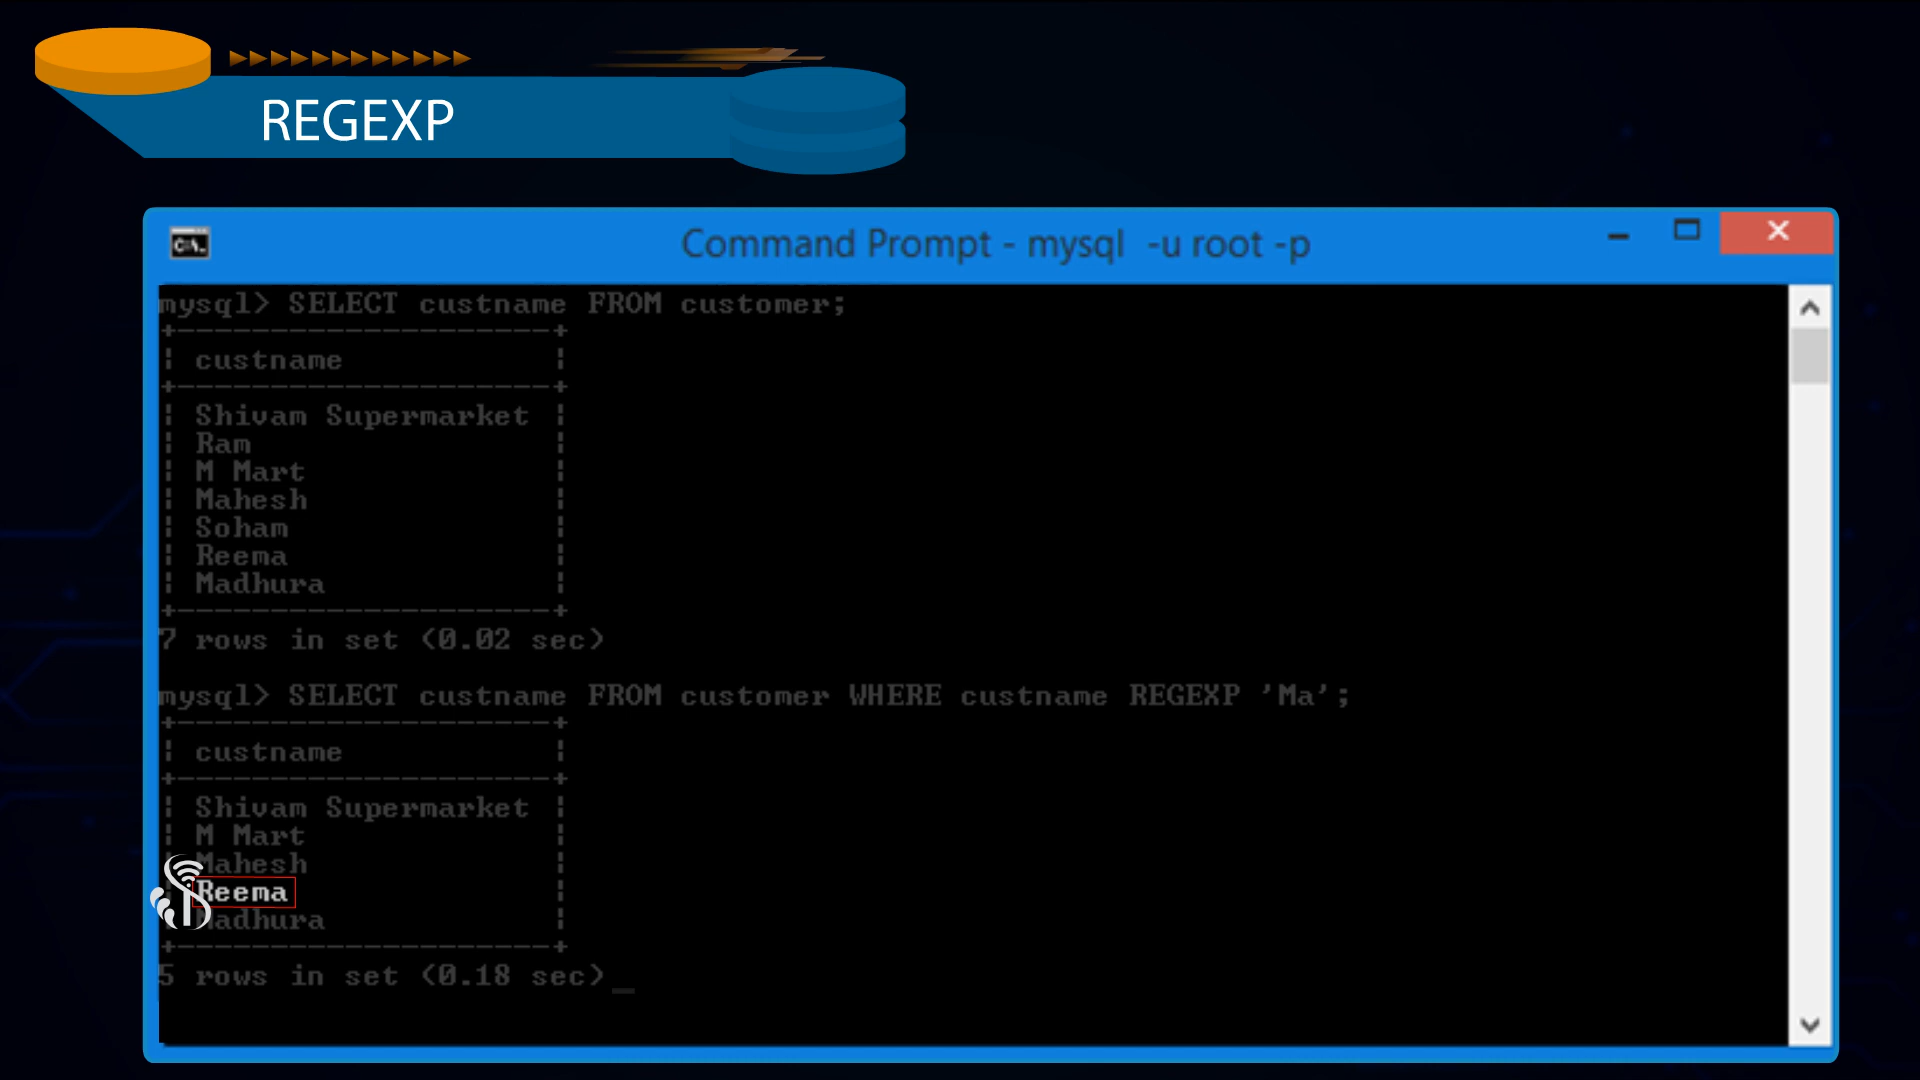 REGEXP
C:\.
Command Prompt - mysql -u root -p
mysql> SELECT custname FROM customer;
+--------------------+
| custname |
+--------------------+
| Shivam Supermarket |
| Ram |
| M Mart |
| Mahesh |
| Soham |
| Reema |
| Madhura |
+--------------------+
7 rows in set (0.02 sec)
mysql> SELECT custname FROM customer WHERE custname REGEXP 'Ma';
+--------------------+
| custname |
+--------------------+
| Shivam Supermarket |
| M Mart |
| Mahesh |
| Reema |
| Madhura |
+--------------------+
5 rows in set (0.18 sec)_